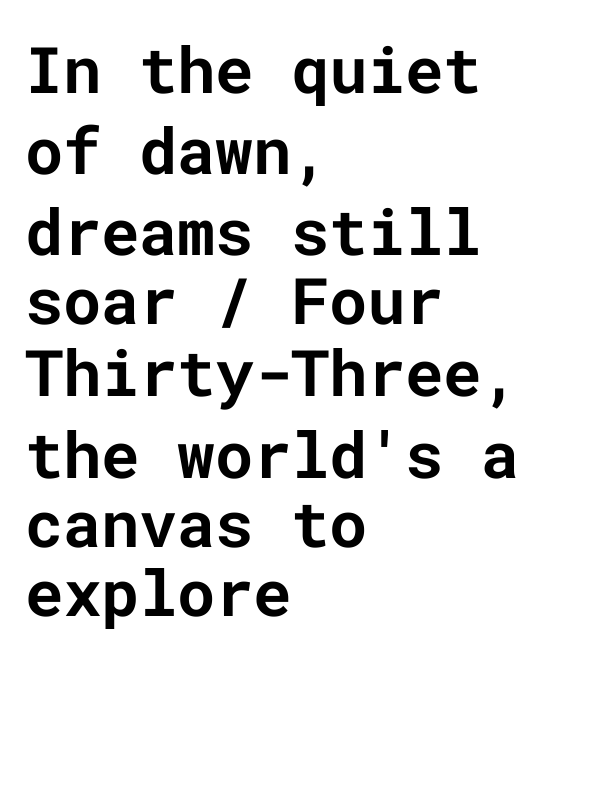 In the quiet
of dawn,
dreams still
soar / Four
Thirty-Three,
the world's a
canvas to
explore